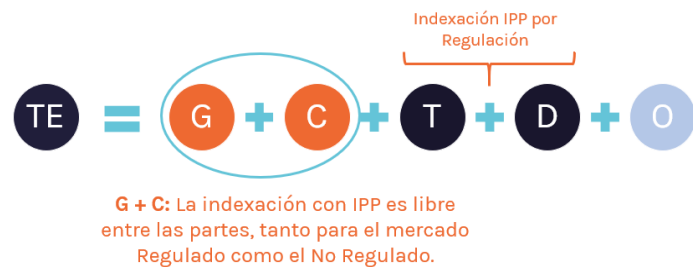 Indexación IPP por
Regulación
TE = G + C + T + D + O
G + C: La indexación con IPP es libre
entre las partes, tanto para el mercado
Regulado como el No Regulado.